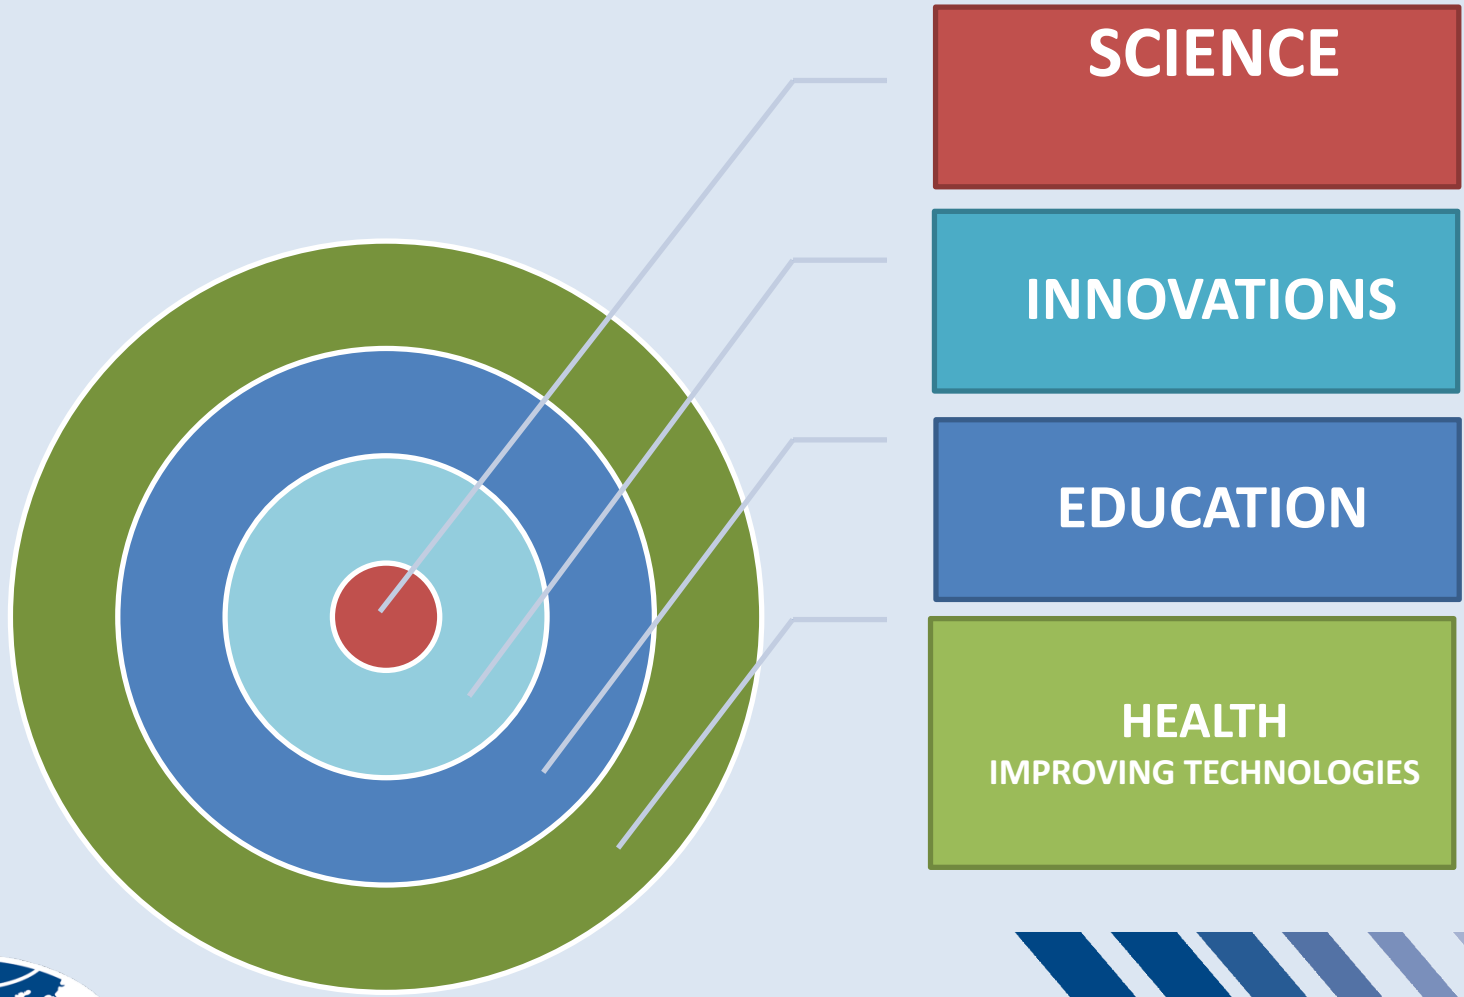 SCIENCE
INNOVATIONS
EDUCATION
HEALTH
IMPROVING TECHNOLOGIES